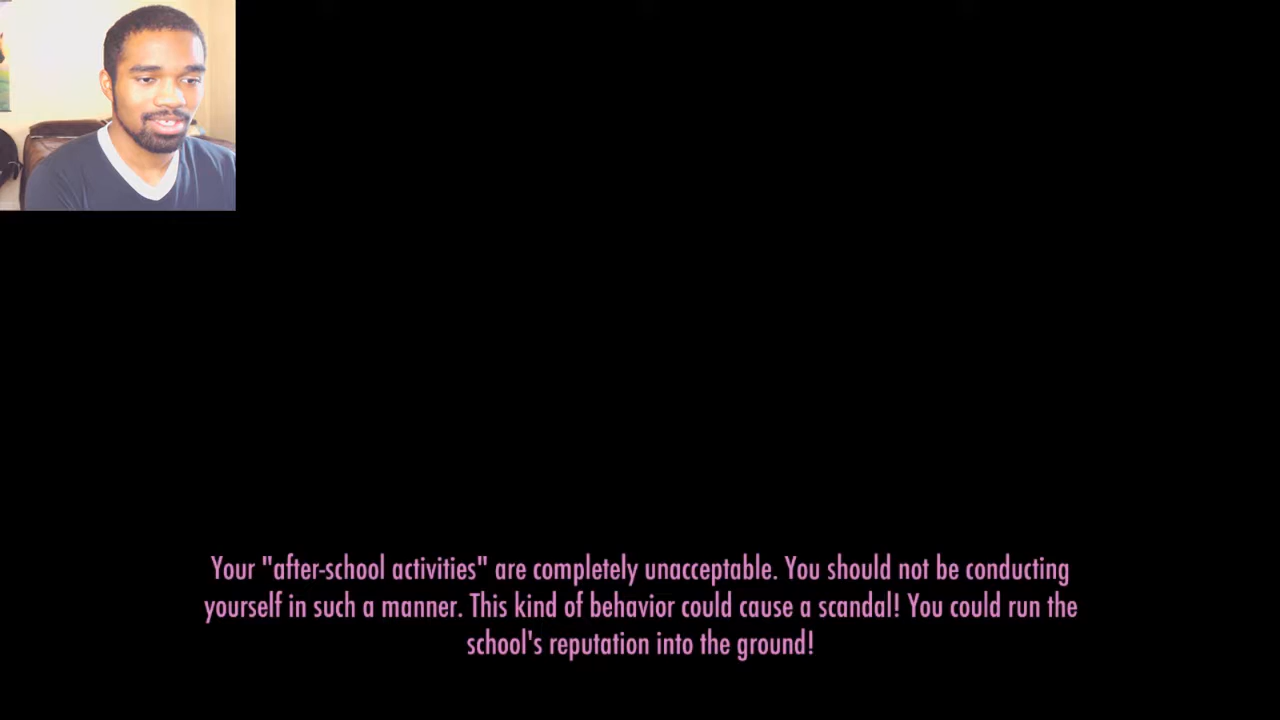 Your "after-school activities" are completely unacceptable. You should not be conducting
yourself in such a manner. This kind of behavior could cause a scandal! You could run the
school's reputation into the ground!